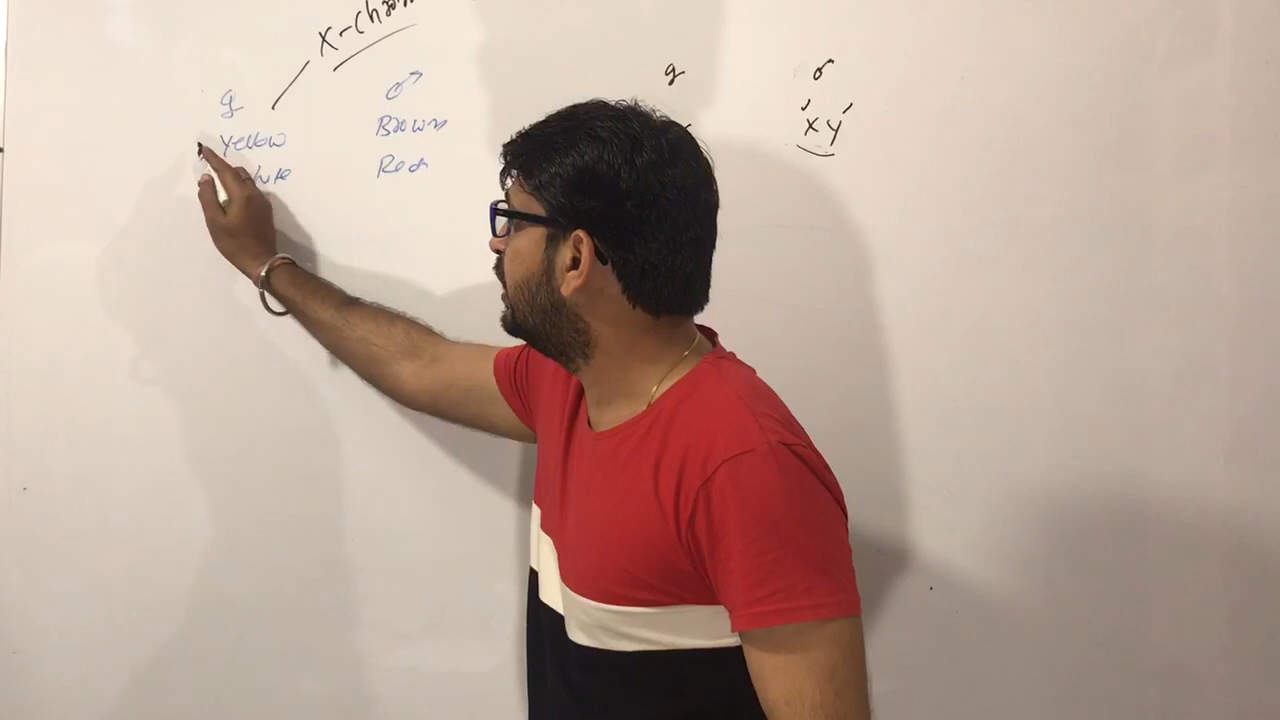 X-Chrom
♀ ♂
Yellow Brown
Red
♀ ♂
XY